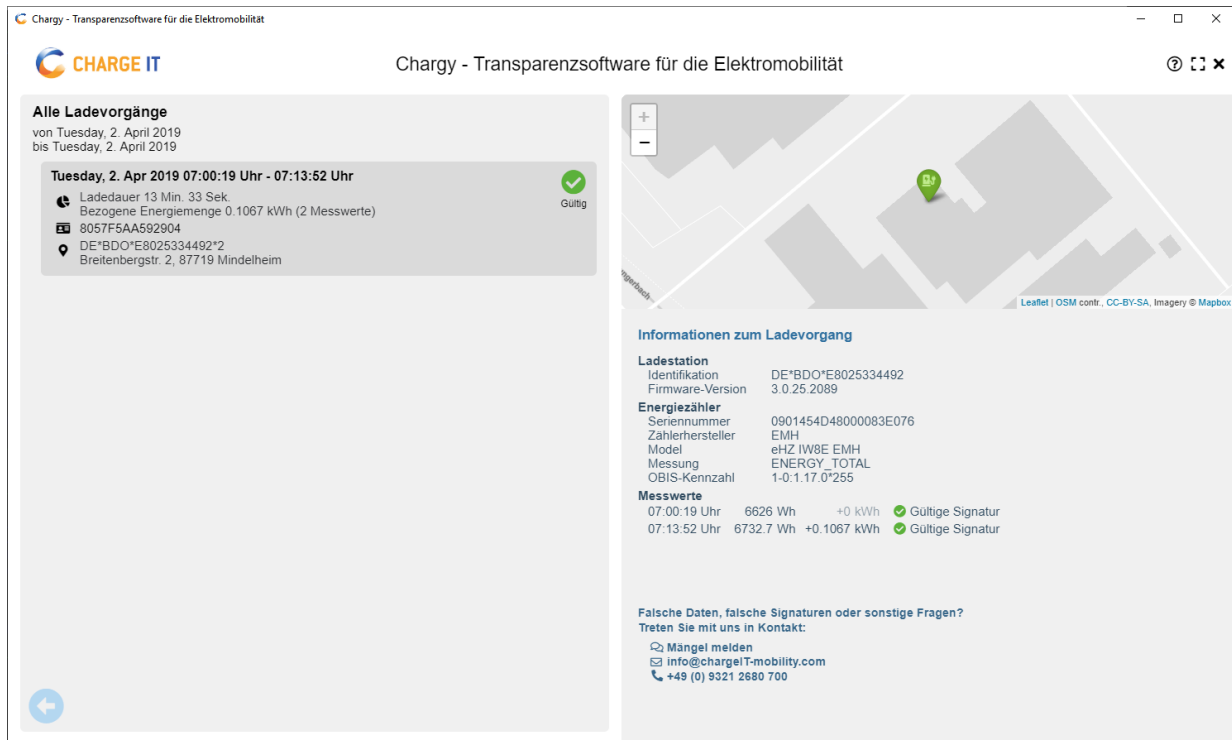 Chargy - Transparenzsoftware für die Elektromobilität
CHARGE IT
Chargy - Transparenzsoftware für die Elektromobilität
Alle Ladevorgänge
von Tuesday, 2. April 2019
bis Tuesday, 2. April 2019
Tuesday, 2. Apr 2019 07:00:19 Uhr - 07:13:52 Uhr
Ladedauer 13 Min. 33 Sek.
Bezogene Energiemenge 0.1067 kWh (2 Messwerte)
Gültig
8057F5AA592904
DE*BDO*E8025334492*2
Breitenbergstr. 2, 87719 Mindelheim
+
−
ngerbach
Leaflet | OSM contr., CC-BY-SA, Imagery © Mapbox
Informationen zum Ladevorgang
Ladestation
Identifikation DE*BDO*E8025334492
Firmware-Version 3.0.25.2089
Energiezähler
Seriennummer 0901454D48000083E076
Zählerhersteller EMH
Model eHZ IW8E EMH
Messung ENERGY_TOTAL
OBIS-Kennzahl 1-0:1.17.0*255
Messwerte
07:00:19 Uhr 6626 Wh +0 kWh Gültige Signatur
07:13:52 Uhr 6732.7 Wh +0.1067 kWh Gültige Signatur
Falsche Daten, falsche Signaturen oder sonstige Fragen?
Treten Sie mit uns in Kontakt:
Mängel melden
info@chargeIT-mobility.com
+49 (0) 9321 2680 700